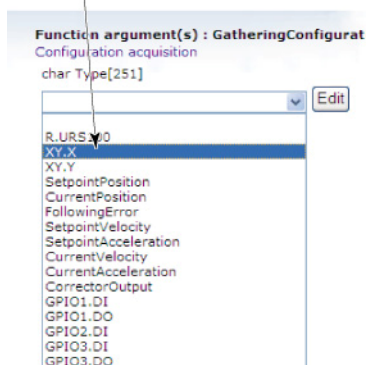 Function argument(s) : GatheringConfigurat
Configuration acquisition
char Type[251]
Edit
R.URS100
XY.X
XY.Y
SetpointPosition
CurrentPosition
FollowingError
SetpointVelocity
SetpointAcceleration
CurrentVelocity
CurrentAcceleration
CorrectorOutput
GPIO1.DI
GPIO1.DO
GPIO2.DI
GPIO3.DI
GPIO3.DO